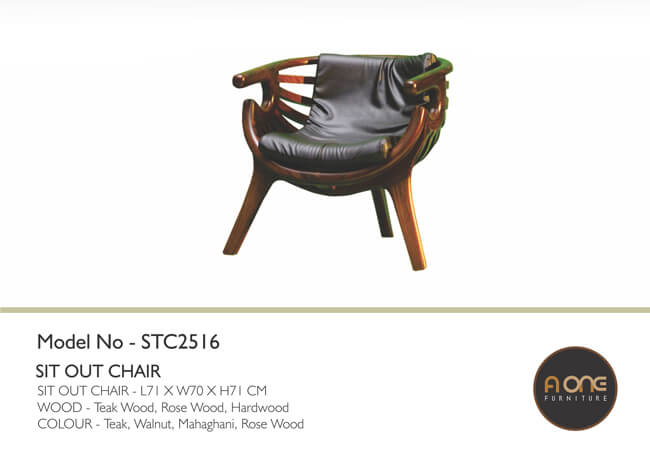 Model No - STC2516
SIT OUT CHAIR
SIT OUT CHAIR - L71 X W70 X H71 CM
WOOD - Teak Wood, Rose Wood, Hardwood
COLOUR - Teak, Walnut, Mahaghani, Rose Wood
A ONE
FURNITURE